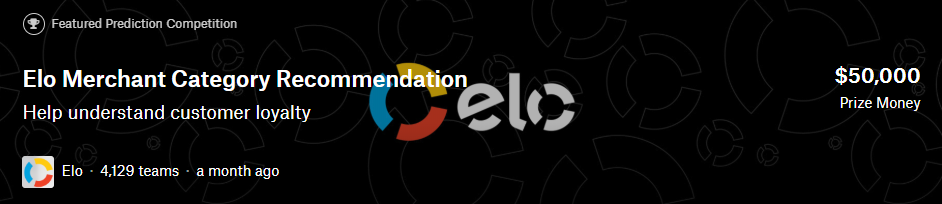 Featured Prediction Competition
Elo Merchant Category Recommendation
$50,000
Help understand customer loyalty
Prize Money
elo
Elo · 4,129 teams · a month ago